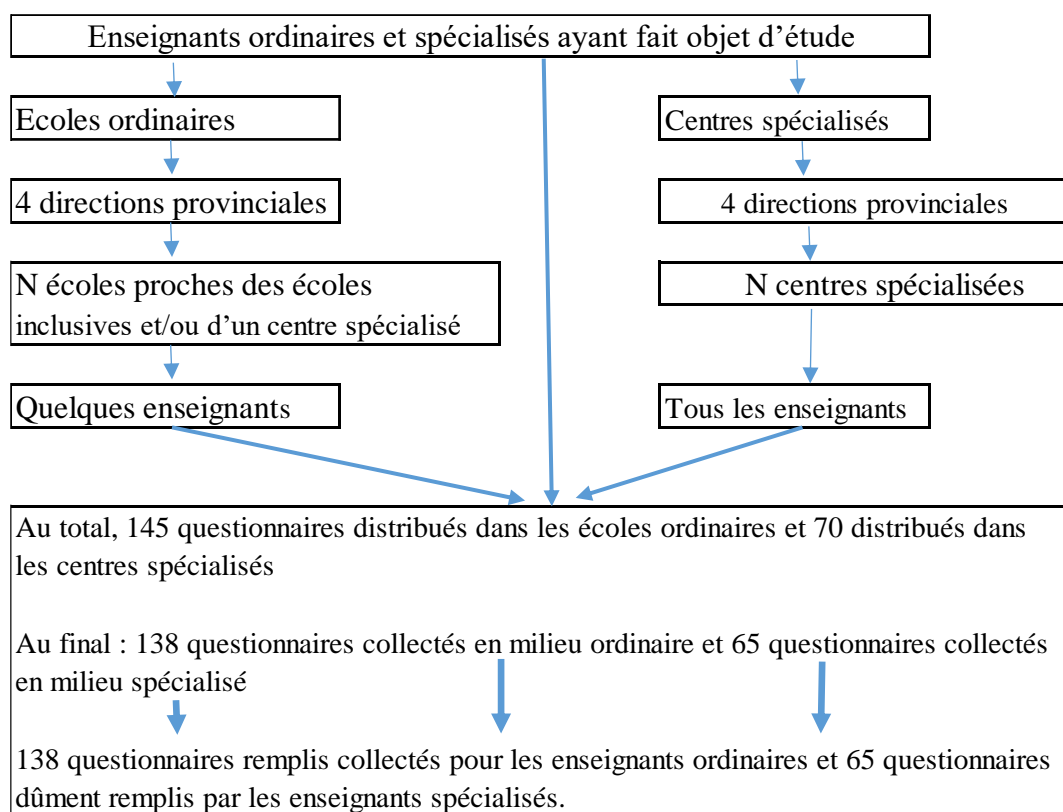 Enseignants ordinaires et spécialisés ayant fait objet d’étude
Ecoles ordinaires
Centres spécialisés
4 directions provinciales
4 directions provinciales
N écoles proches des écoles
inclusives et/ou d’un centre spécialisé
N centres spécialisées
Quelques enseignants
Tous les enseignants
Au total, 145 questionnaires distribués dans les écoles ordinaires et 70 distribués dans
les centres spécialisés
Au final : 138 questionnaires collectés en milieu ordinaire et 65 questionnaires collectés
en milieu spécialisé
138 questionnaires remplis collectés pour les enseignants ordinaires et 65 questionnaires
dûment remplis par les enseignants spécialisés.